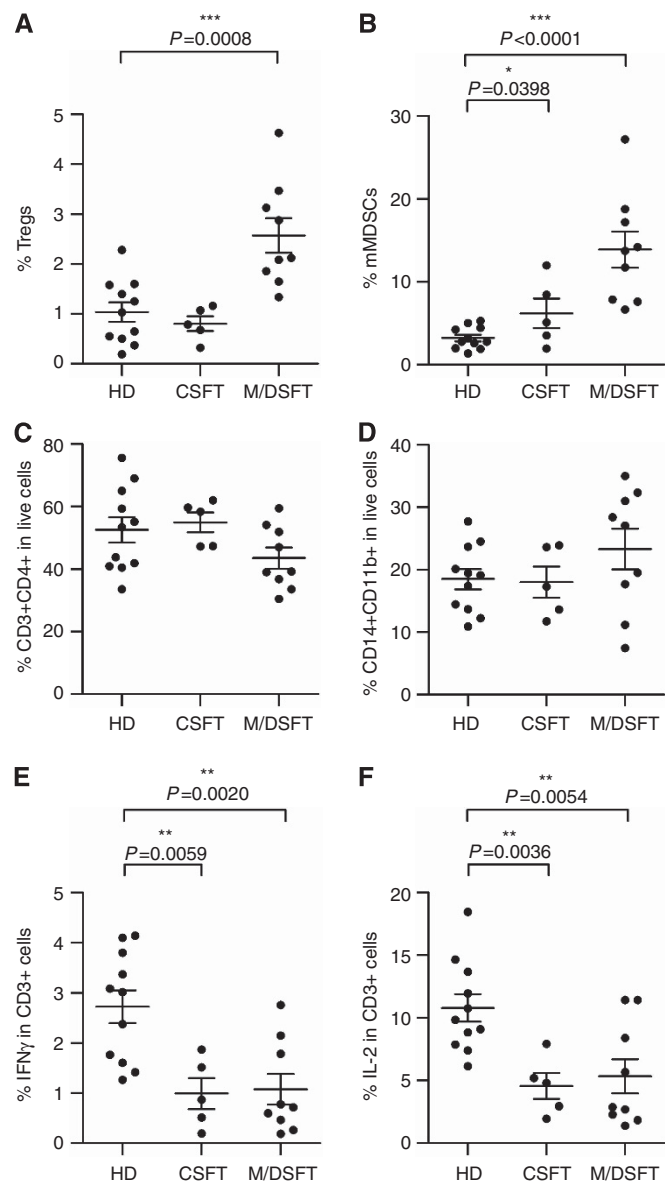 A
***
P=0.0008
% Tregs
5
4
3
2
1
0
HD CSFT M/DSFT
B
***
P<0.0001
*
P=0.0398
% mMDSCs
30
20
10
0
HD CSFT M/DSFT
C
% CD3+CD4+ in live cells
80
60
40
20
0
HD CSFT M/DSFT
D
% CD14+CD11b+ in live cells
40
30
20
10
0
HD CSFT M/DSFT
E
**
P=0.0020
**
P=0.0059
% IFNγ in CD3+ cells
5
4
3
2
1
0
HD CSFT M/DSFT
F
**
P=0.0054
**
P=0.0036
% IL-2 in CD3+ cells
20
15
10
5
0
HD CSFT M/DSFT